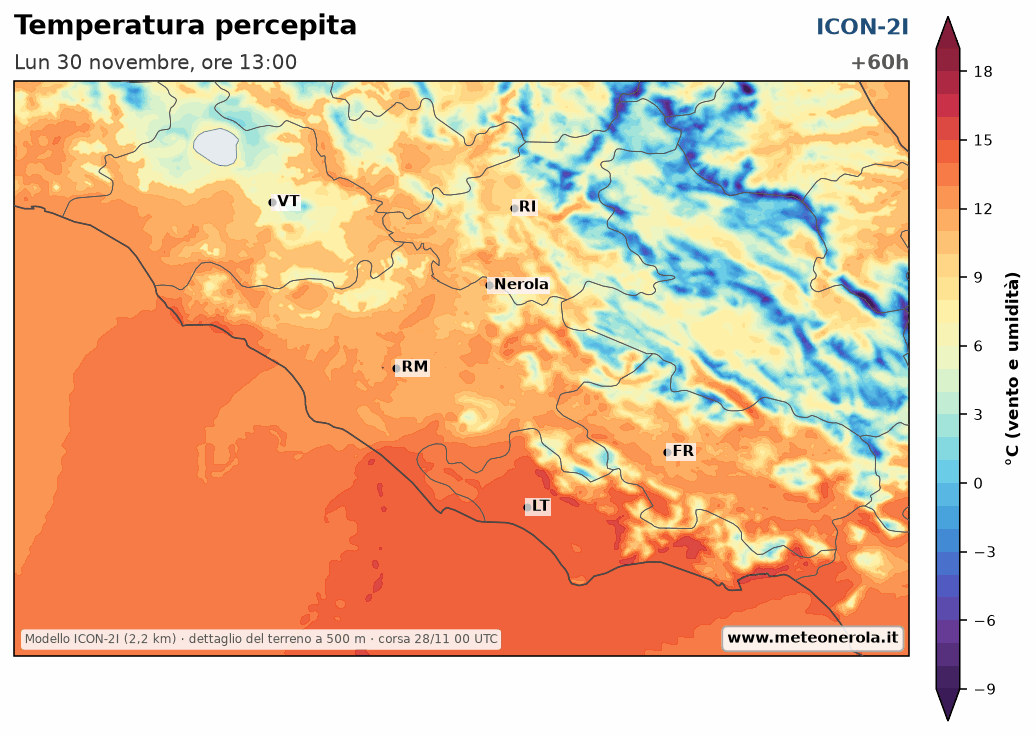 Temperatura percepita
ICON-2I
Lun 30 novembre, ore 13:00
+60h
VT
RI
Nerola
RM
FR
LT
Modello ICON-2I (2,2 km) · dettaglio del terreno a 500 m · corsa 28/11 00 UTC
www.meteonerola.it
18
15
12
9
6
3
0
−3
−6
−9
°C (vento e umidità)